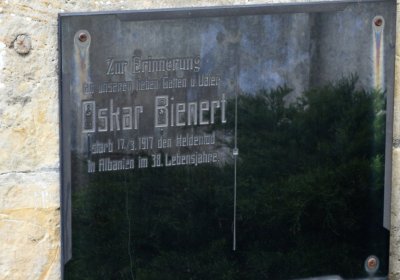 Zur Erinnerung
an unserem lieben Gatten u. Vater
Oskar Bienert
starb 17.3.1917 den Heldentod
in Albanien im 38. Lebensjahre